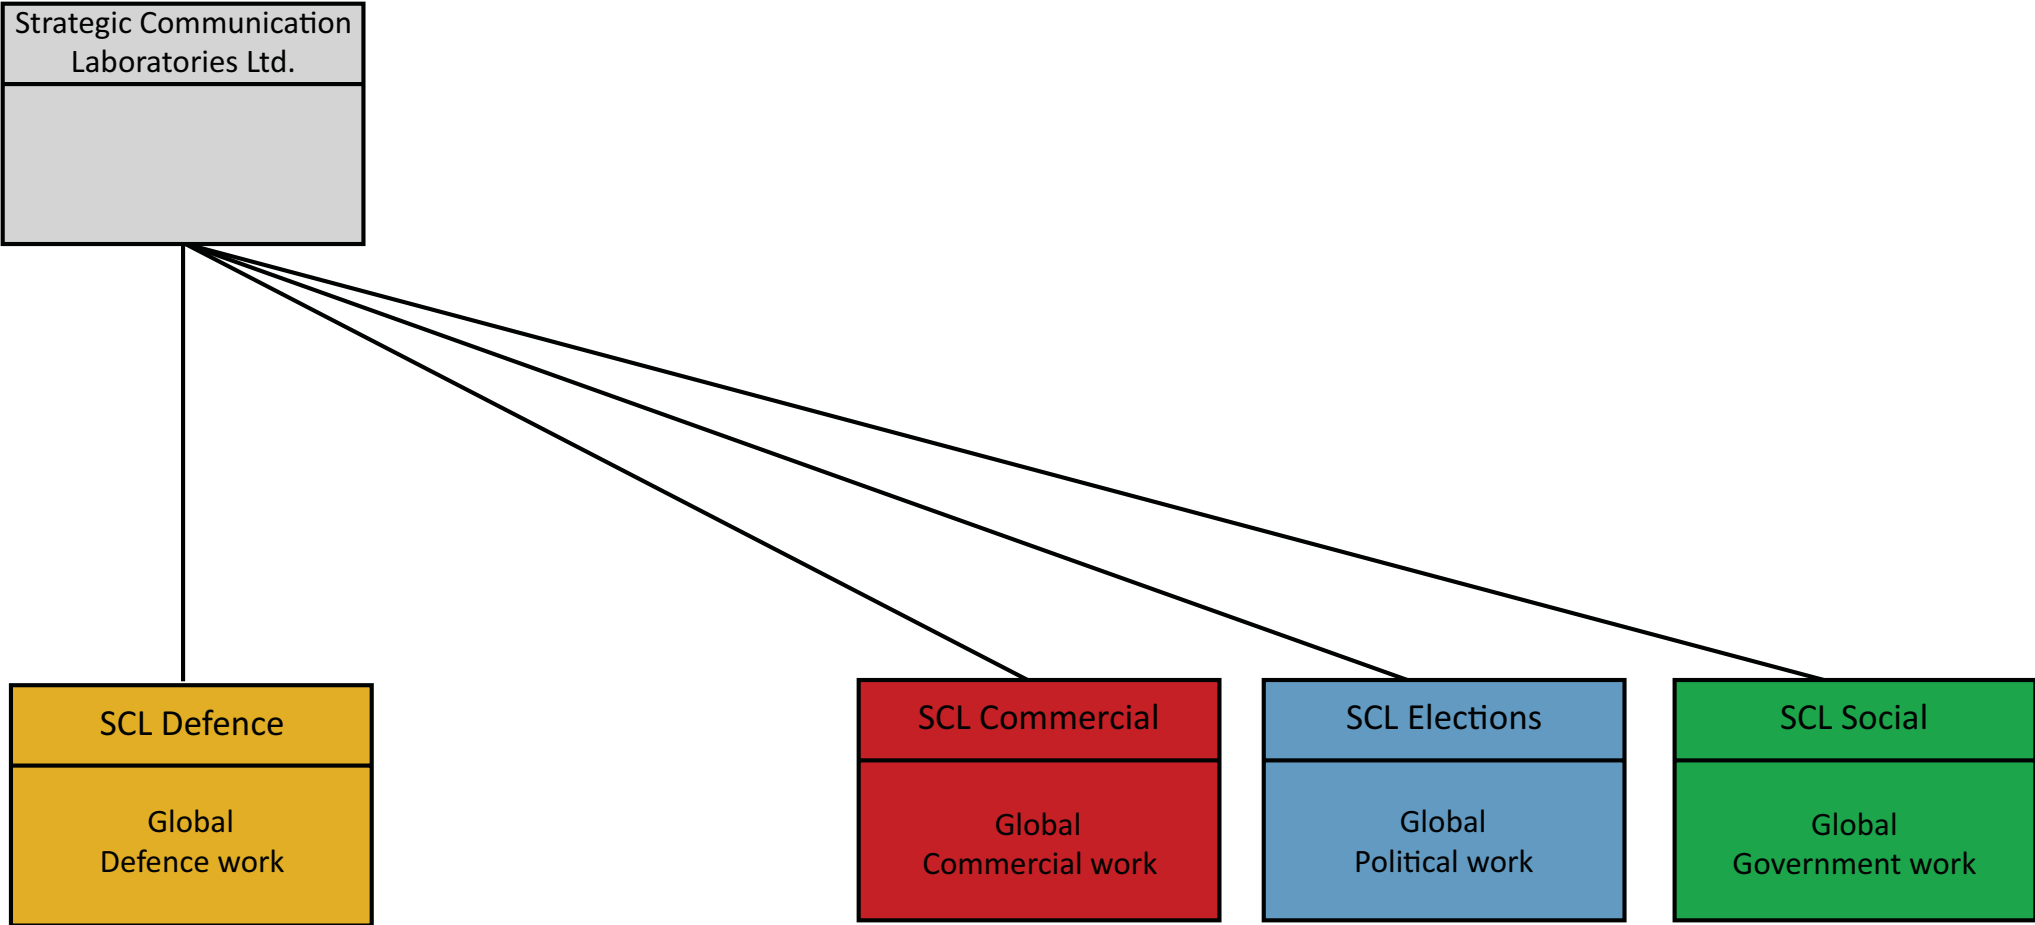 Strategic Communication
Laboratories Ltd.
SCL Defence
Global
Defence work
SCL Commercial
Global
Commercial work
SCL Elections
Global
Political work
SCL Social
Global
Government work